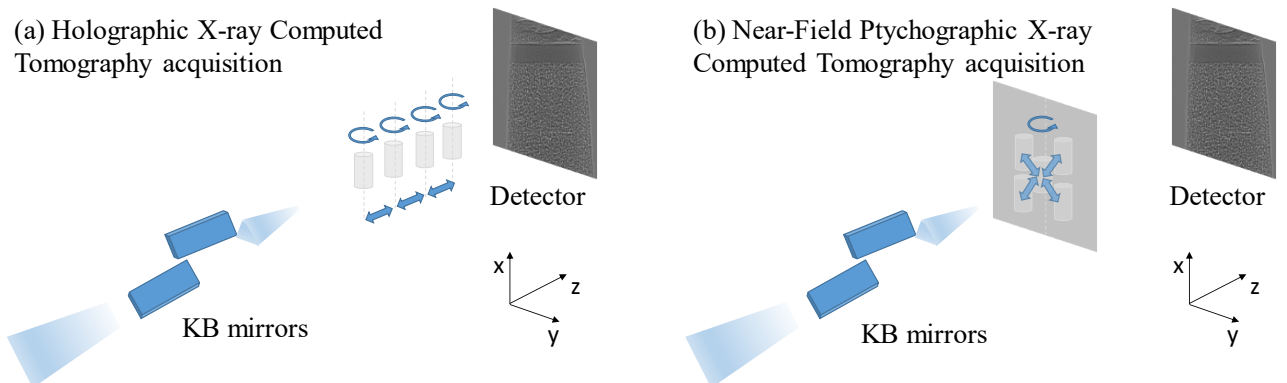 (a) Holographic X-ray Computed
Tomography acquisition
Detector
x
z
y
KB mirrors
(b) Near-Field Ptychographic X-ray
Computed Tomography acquisition
Detector
x
z
y
KB mirrors